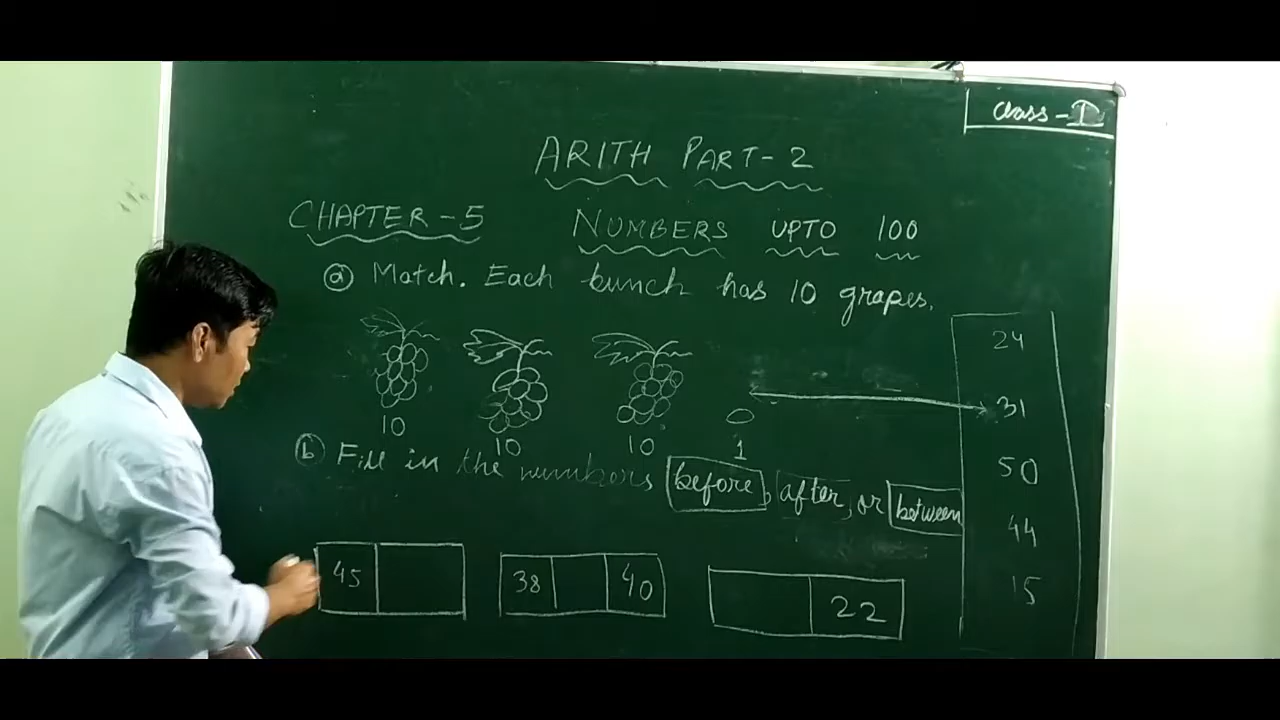 Class - I
ARITH PART - 2
CHAPTER - 5 NUMBERS UPTO 100
a Match. Each bunch has 10 grapes.
10 10 10 1
24
31
50
44
15
b Fill in the numbers before, after, or between
45
38 40
22